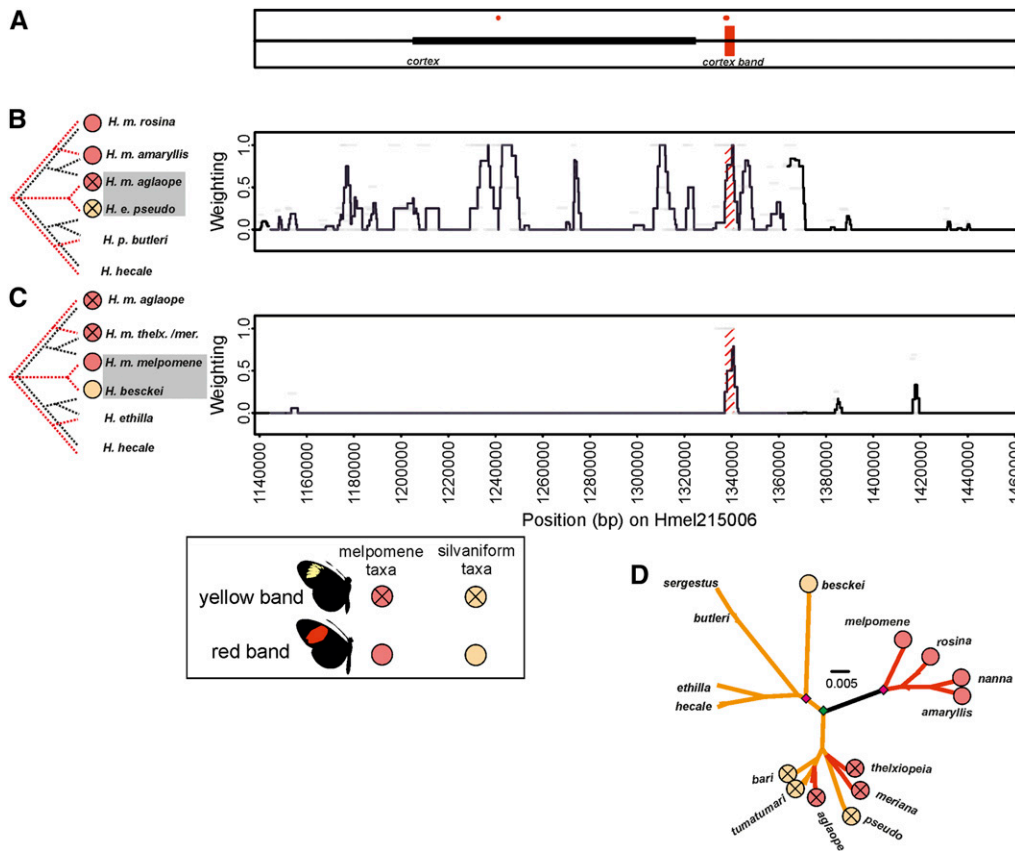 A
cortex
cortex band
B
H. m. rosina
H. m. amaryllis
H. m. aglaope
H. e. pseudo
H. p. butleri
H. hecale
Weighting
1.0
0.5
0.0
C
H. m. aglaope
H. m. thelx. /mer.
H. m. melpomene
H. besckei
H. ethilla
H. hecale
Weighting
1.0
0.5
0.0
1140000
1160000
1180000
1200000
1220000
1240000
1260000
1280000
1300000
1320000
1340000
1360000
1380000
1400000
1420000
1440000
1460000
Position (bp) on Hmel215006
melpomene silvaniform
taxa taxa
yellow band
red band
D
sergestus
besckei
butleri
melpomene
rosina
0.005
nanna
ethilla
hecale
amaryllis
bari
thelxiopeia
tumatumari
meriana
aglaope
pseudo